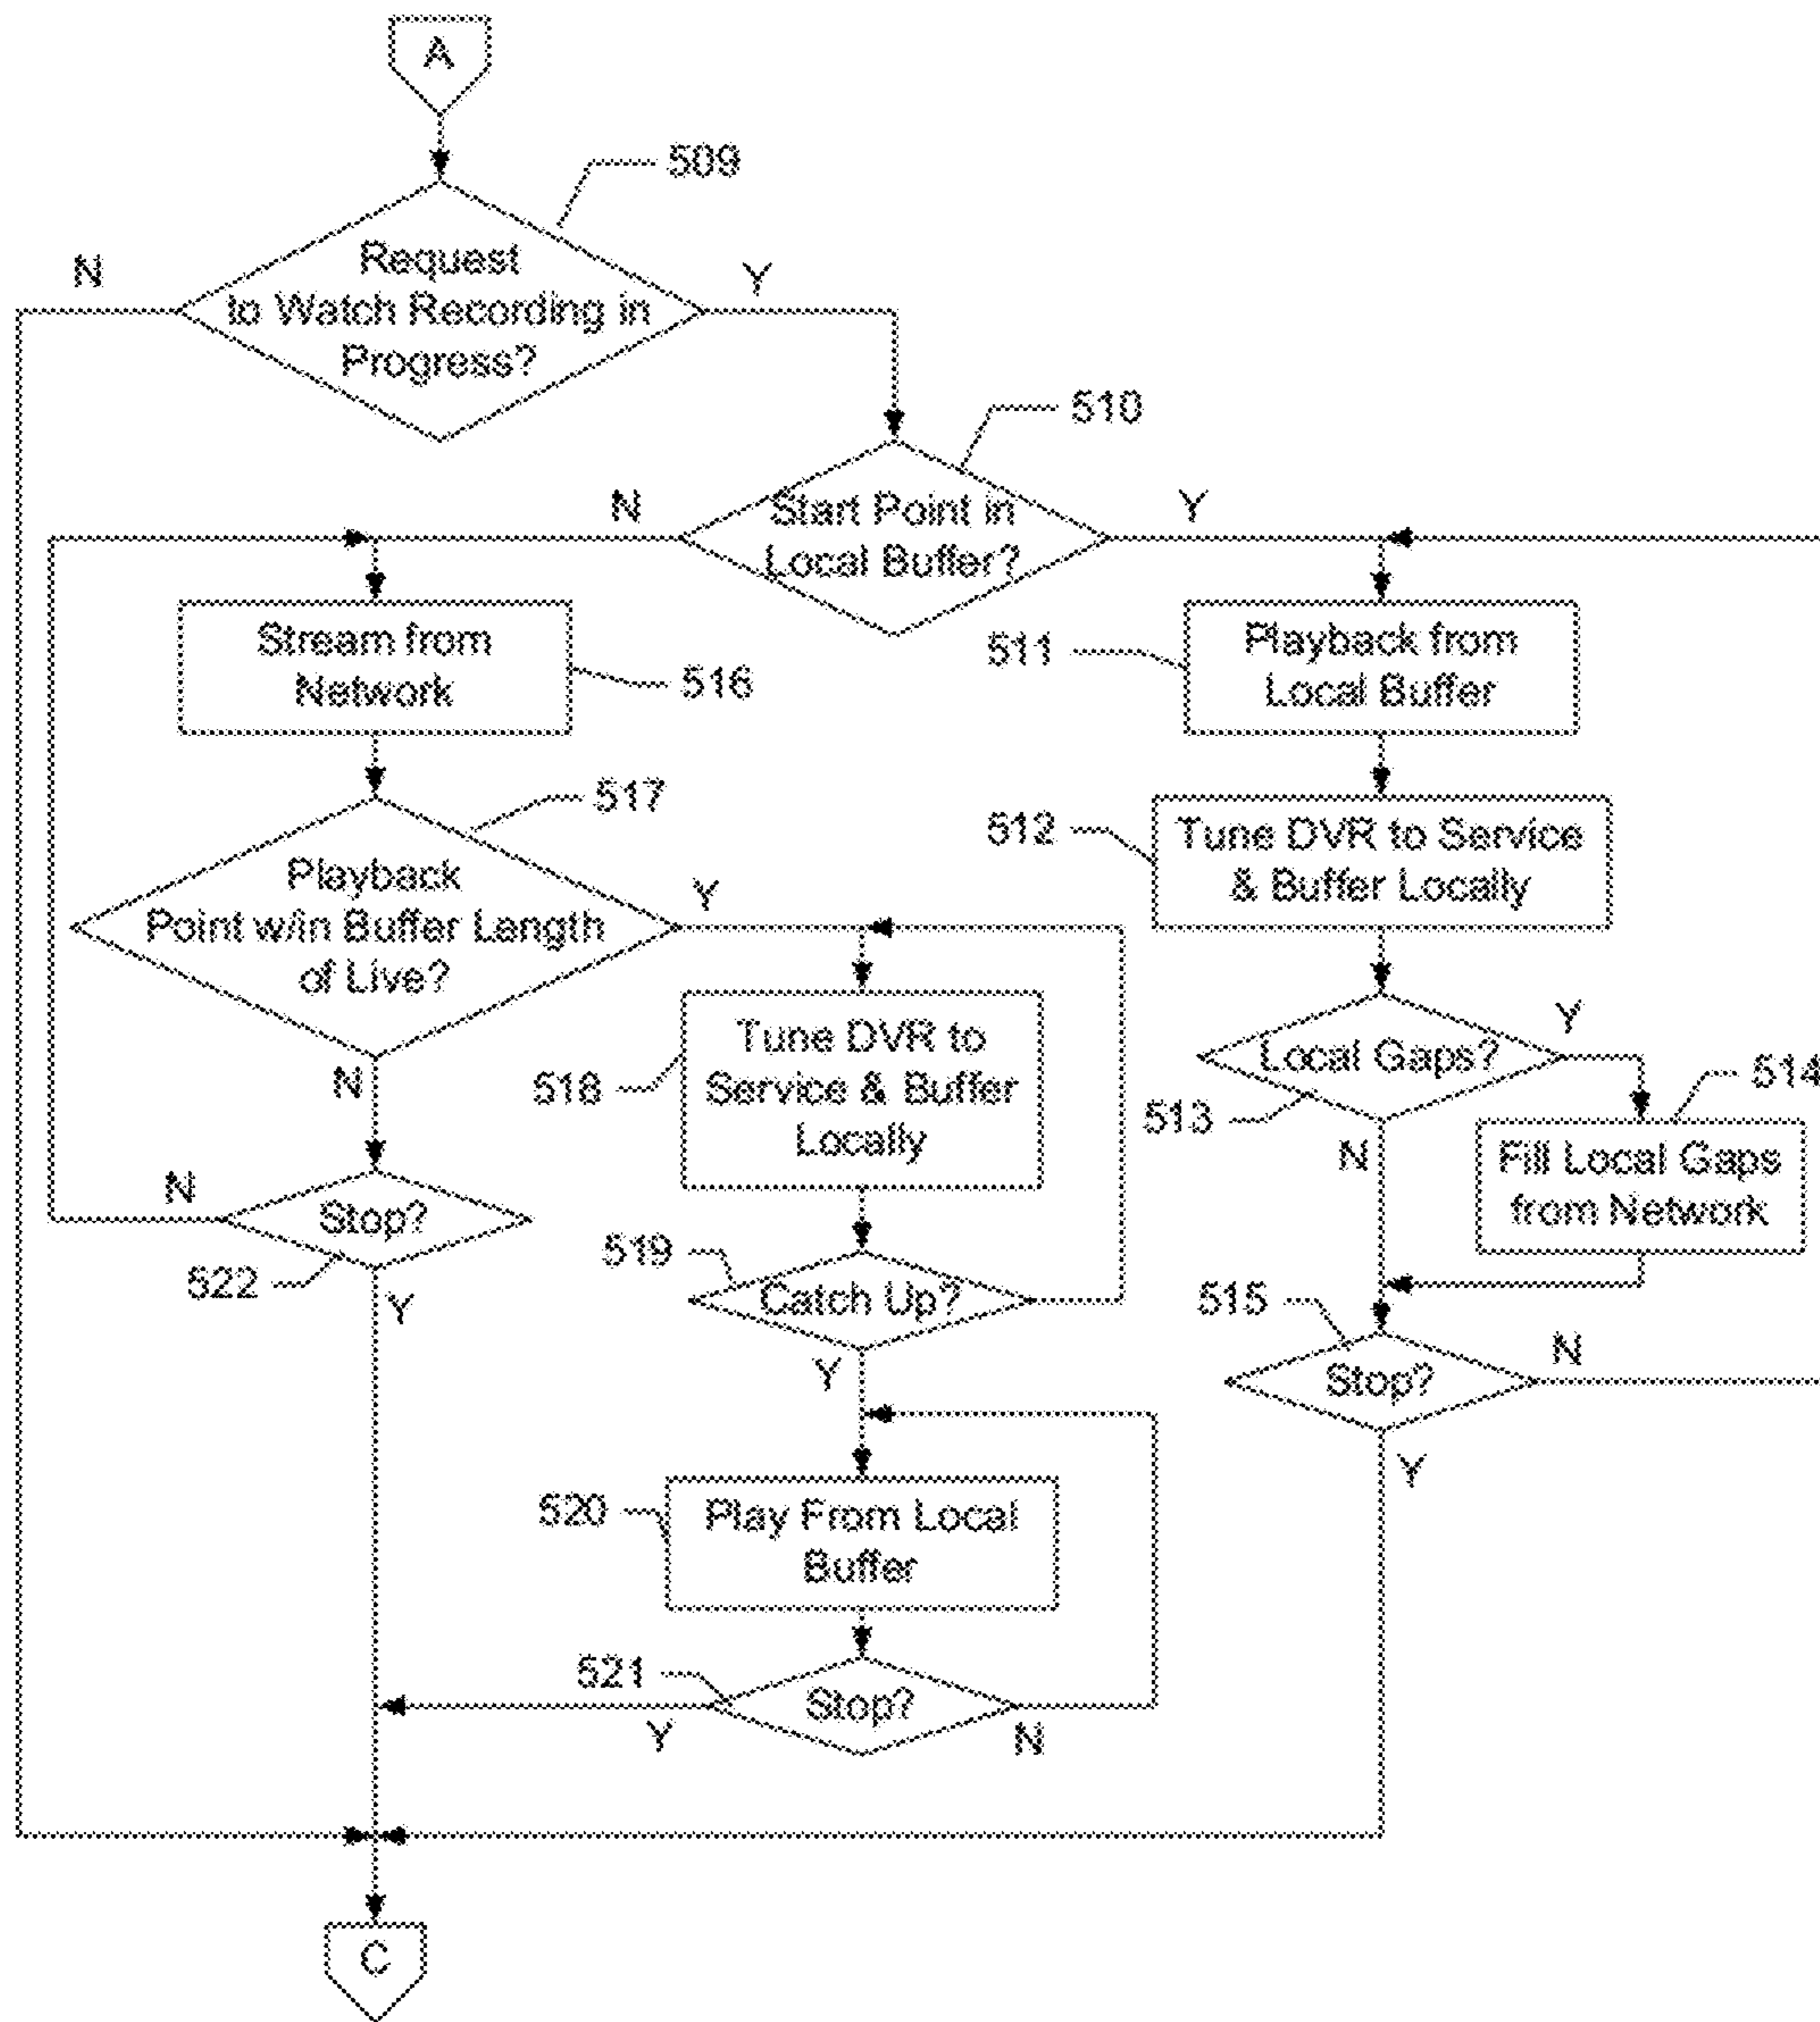 A
509
Request
to Watch Recording in
Progress?
N
Y
510
Start Point in
Local Buffer?
N
Y
Stream from
Network
516
511
Playback from
Local Buffer
517
512
Tune DVR to Service
& Buffer Locally
Playback
Point w/in Buffer Length
of Live?
Y
N
518
Tune DVR to
Service & Buffer
Locally
Local Gaps?
Y
513
N
514
Fill Local Gaps
from Network
N
Stop?
522
Y
519
Catch Up?
Y
515
Stop?
N
Y
520
Play From Local
Buffer
521
Stop?
Y
N
C